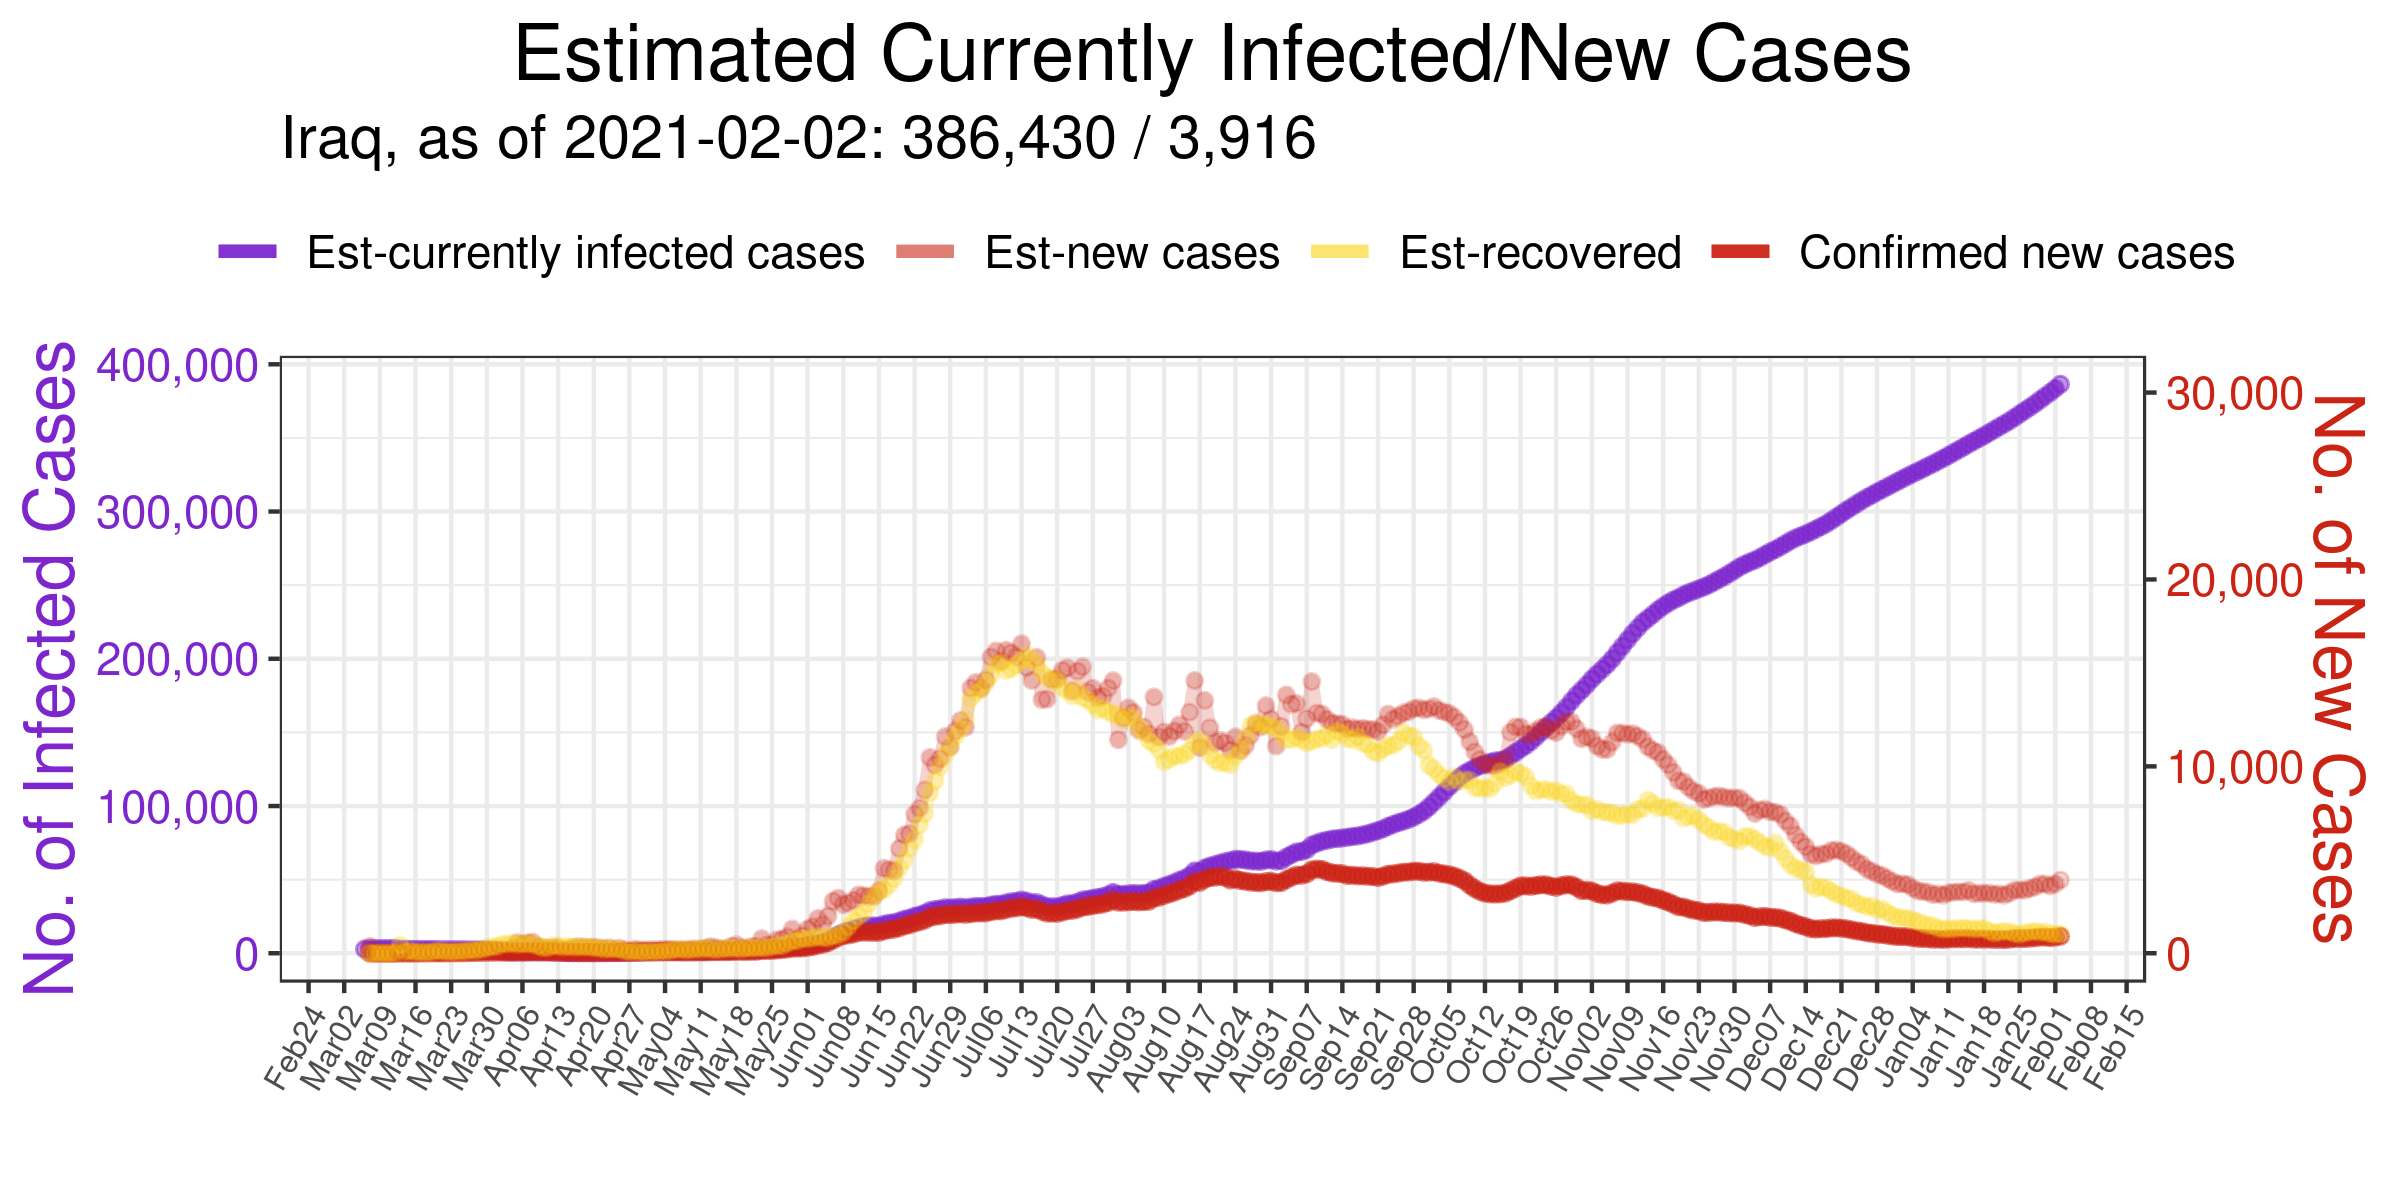 Estimated Currently Infected/New Cases
Iraq, as of 2021-02-02: 386,430 / 3,916
Est-currently infected cases Est-new cases Est-recovered Confirmed new cases
No. of Infected Cases
400,000
300,000
200,000
100,000
0
30,000
20,000
10,000
0
No. of New Cases
Feb24 Mar02 Mar09 Mar16 Mar23 Mar30 Apr06 Apr13 Apr20 Apr27 May04 May11 May18 May25 Jun01 Jun08 Jun15 Jun22 Jun29 Jul06 Jul13 Jul20 Jul27 Aug03 Aug10 Aug17 Aug24 Aug31 Sep07 Sep14 Sep21 Sep28 Oct05 Oct12 Oct19 Oct26 Nov02 Nov09 Nov16 Nov23 Nov30 Dec07 Dec14 Dec21 Dec28 Jan04 Jan11 Jan18 Jan25 Feb01 Feb08 Feb15